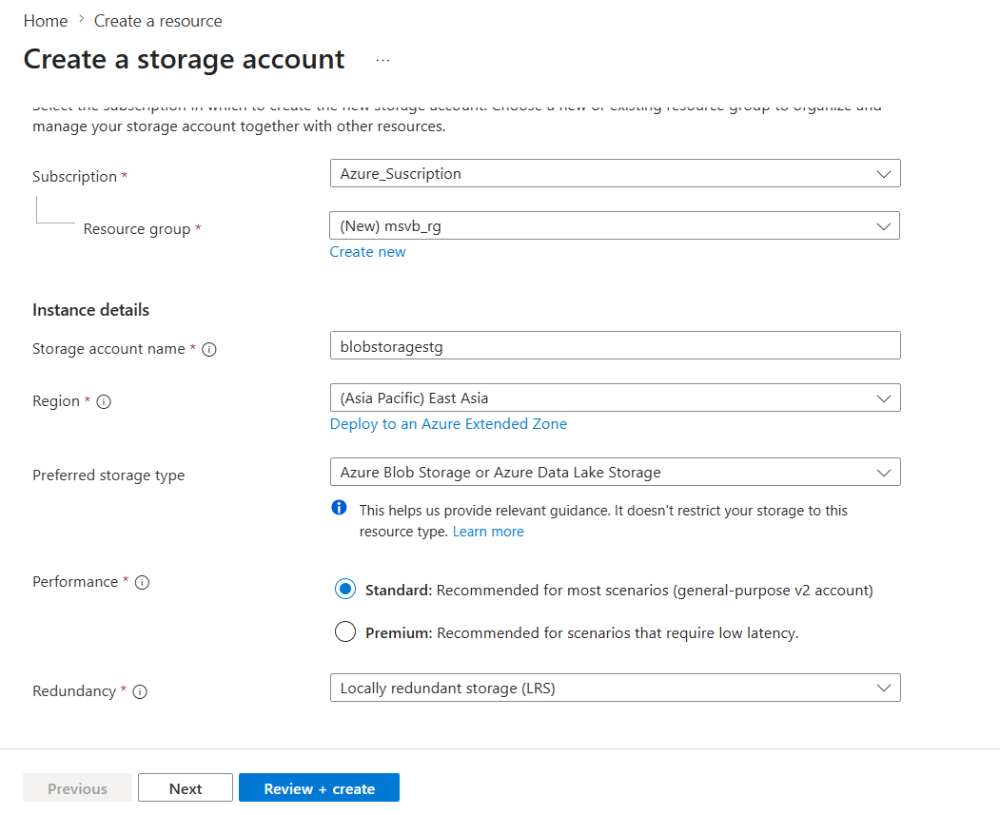 Home > Create a resource
Create a storage account ...
Select the subscription in which to create the new storage account. Choose a new or existing resource group to organize and
manage your storage account together with other resources.
Subscription *
Azure_Suscription
Resource group *
(New) msvb_rg
Create new
Instance details
Storage account name *
blobstoragestg
Region *
(Asia Pacific) East Asia
Deploy to an Azure Extended Zone
Preferred storage type
Azure Blob Storage or Azure Data Lake Storage
This helps us provide relevant guidance. It doesn't restrict your storage to this
resource type. Learn more
Performance *
Standard: Recommended for most scenarios (general-purpose v2 account)
Premium: Recommended for scenarios that require low latency.
Redundancy *
Locally redundant storage (LRS)
Previous
Next
Review + create